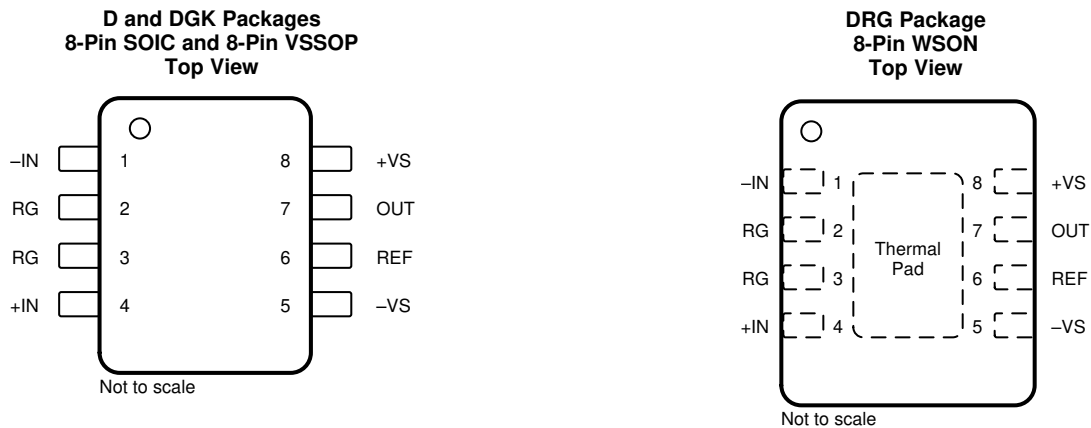 D and DGK Packages
8-Pin SOIC and 8-Pin VSSOP
Top View
–IN 1 8 +VS
RG 2 7 OUT
RG 3 6 REF
+IN 4 5 –VS
Not to scale
DRG Package
8-Pin WSON
Top View
–IN 1 8 +VS
RG 2 7 OUT
Thermal
Pad
RG 3 6 REF
+IN 4 5 –VS
Not to scale